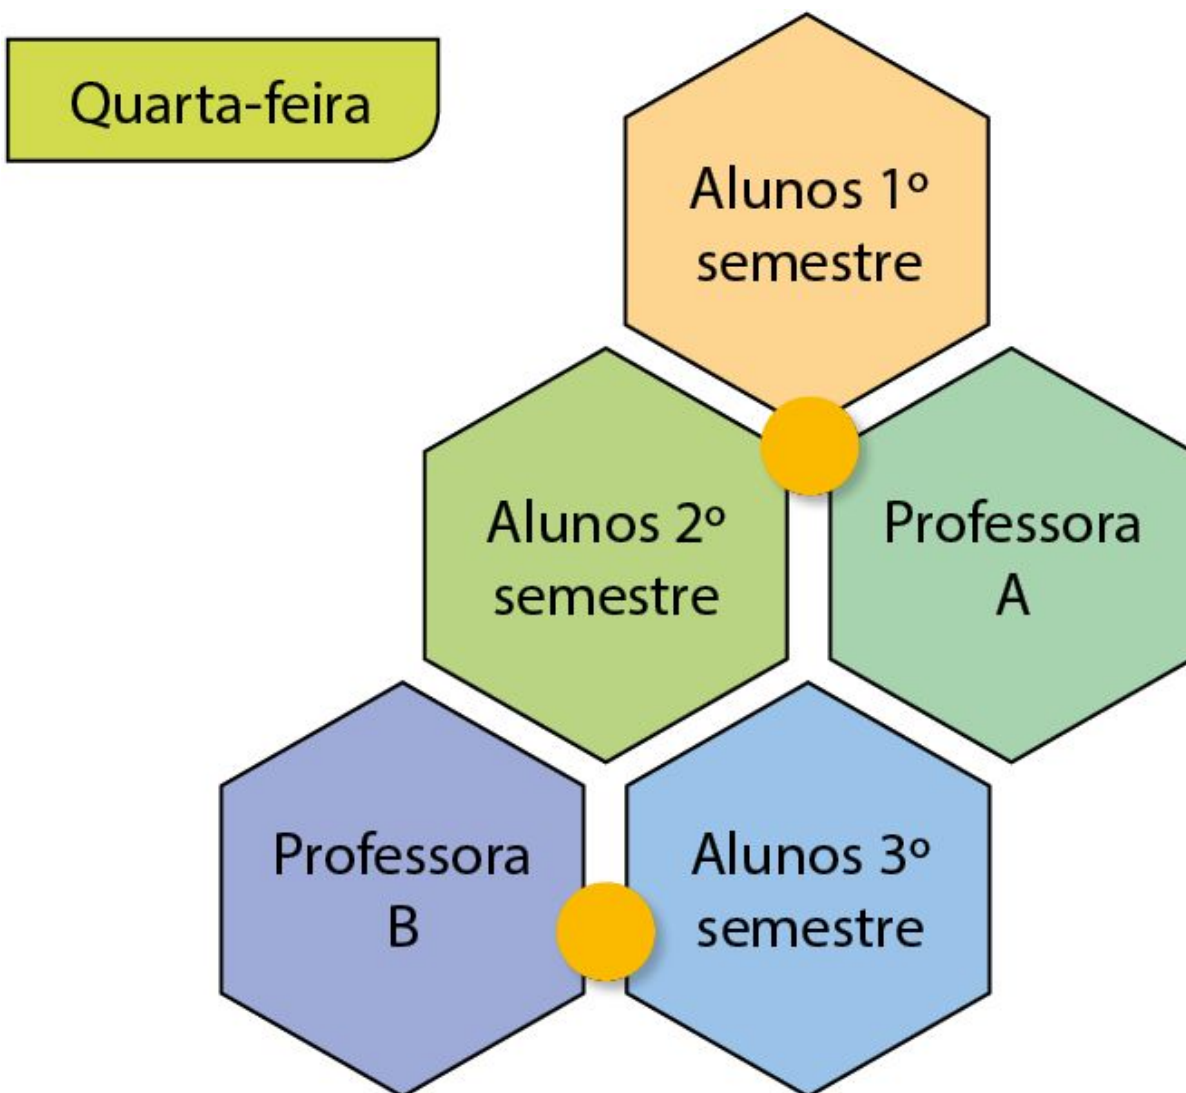 Quarta-feira
Alunos 1º
semestre
Alunos 2º
semestre
Professora
A
Professora
B
Alunos 3º
semestre